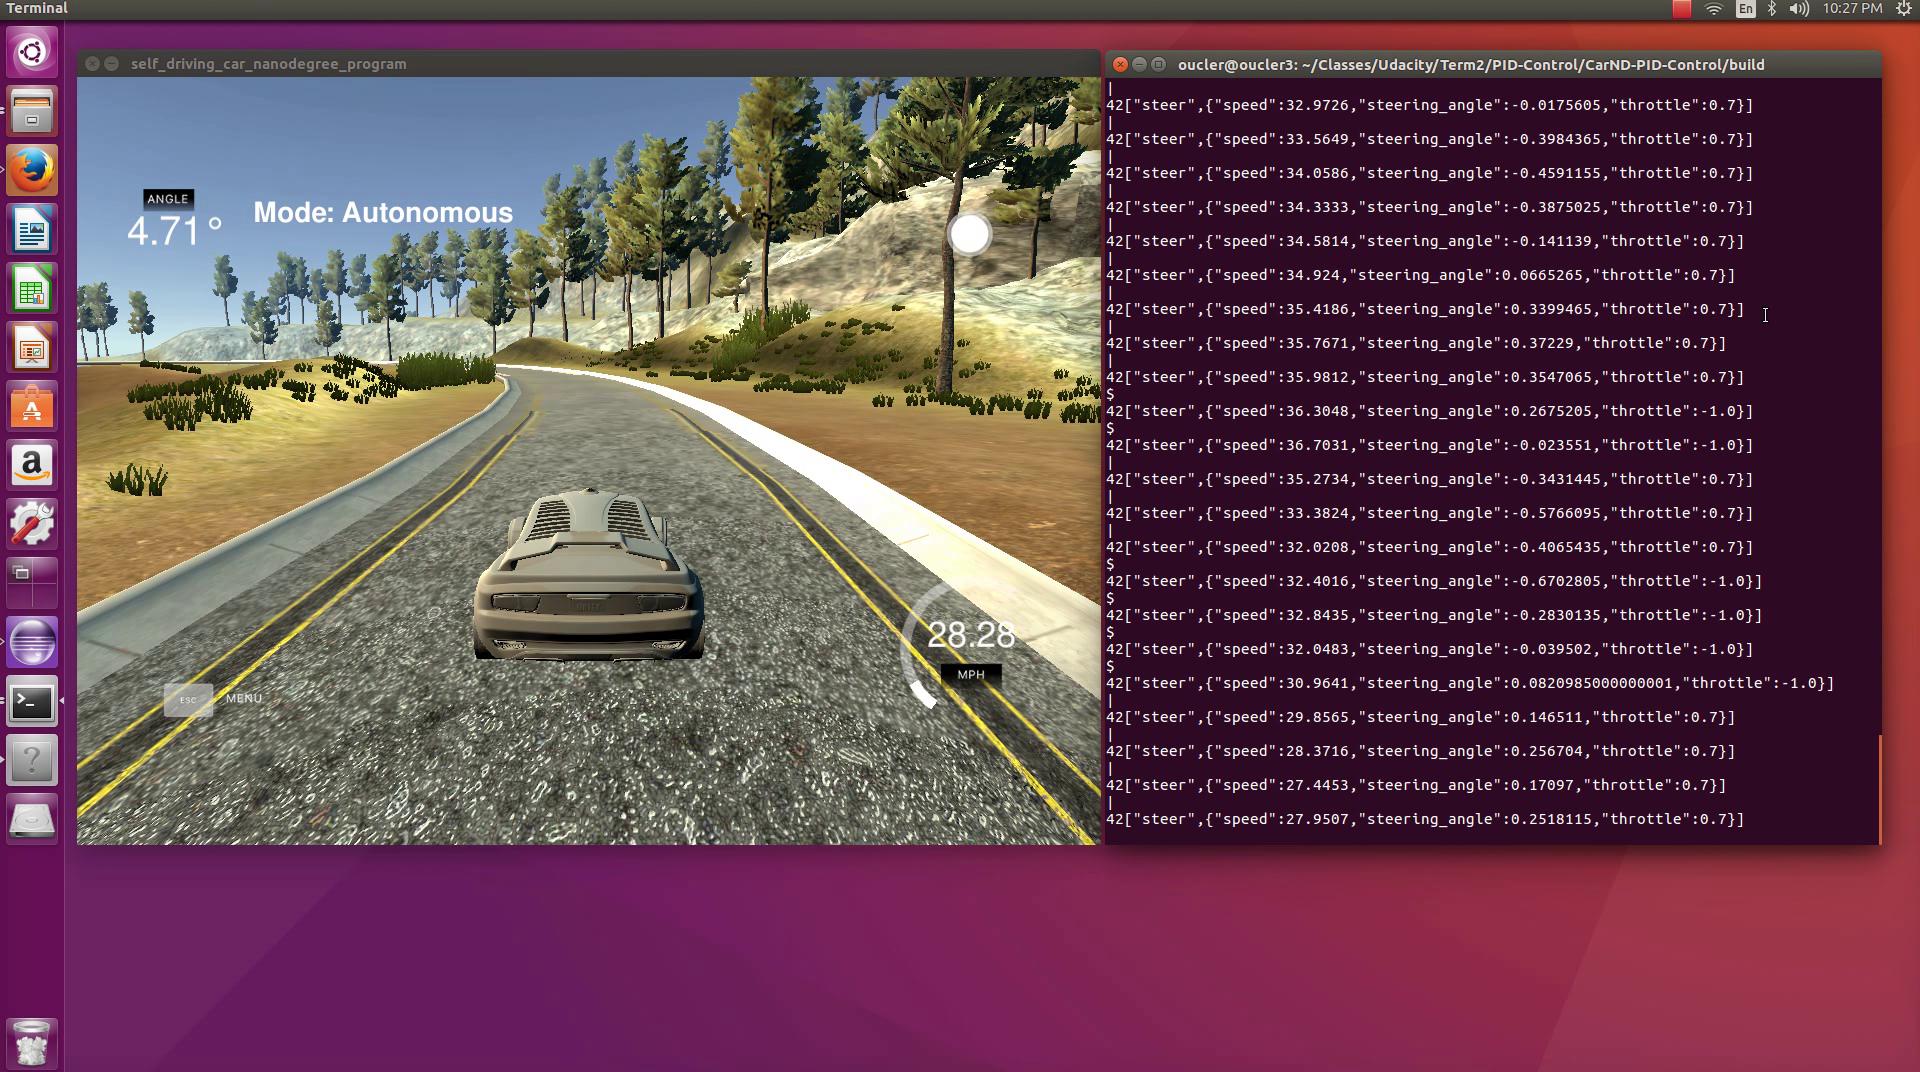 Terminal
En
10:27 PM
self_driving_car_nanodegree_program
ANGLE
4.71°
Mode: Autonomous
28.28
MPH
ESC
MENU
oucler@oucler3: ~/Classes/Udacity/Term2/PID-Control/CarND-PID-Control/build
|
42["steer",{"speed":32.9726,"steering_angle":-0.0175605,"throttle":0.7}]
|
42["steer",{"speed":33.5649,"steering_angle":-0.3984365,"throttle":0.7}]
|
42["steer",{"speed":34.0586,"steering_angle":-0.4591155,"throttle":0.7}]
|
42["steer",{"speed":34.3333,"steering_angle":-0.3875025,"throttle":0.7}]
|
42["steer",{"speed":34.5814,"steering_angle":-0.141139,"throttle":0.7}]
|
42["steer",{"speed":34.924,"steering_angle":0.0665265,"throttle":0.7}]
|
42["steer",{"speed":35.4186,"steering_angle":0.3399465,"throttle":0.7}]
|
42["steer",{"speed":35.7671,"steering_angle":0.37229,"throttle":0.7}]
|
42["steer",{"speed":35.9812,"steering_angle":0.3547065,"throttle":0.7}]
$
42["steer",{"speed":36.3048,"steering_angle":0.2675205,"throttle":-1.0}]
$
42["steer",{"speed":36.7031,"steering_angle":-0.023551,"throttle":-1.0}]
|
42["steer",{"speed":35.2734,"steering_angle":-0.3431445,"throttle":0.7}]
|
42["steer",{"speed":33.3824,"steering_angle":-0.5766095,"throttle":0.7}]
|
42["steer",{"speed":32.0208,"steering_angle":-0.4065435,"throttle":0.7}]
$
42["steer",{"speed":32.4016,"steering_angle":-0.6702805,"throttle":-1.0}]
$
42["steer",{"speed":32.8435,"steering_angle":-0.2830135,"throttle":-1.0}]
$
42["steer",{"speed":32.0483,"steering_angle":-0.039502,"throttle":-1.0}]
$
42["steer",{"speed":30.9641,"steering_angle":0.0820985000000001,"throttle":-1.0}]
|
42["steer",{"speed":29.8565,"steering_angle":0.146511,"throttle":0.7}]
|
42["steer",{"speed":28.3716,"steering_angle":0.256704,"throttle":0.7}]
|
42["steer",{"speed":27.4453,"steering_angle":0.17097,"throttle":0.7}]
|
42["steer",{"speed":27.9507,"steering_angle":0.2518115,"throttle":0.7}]